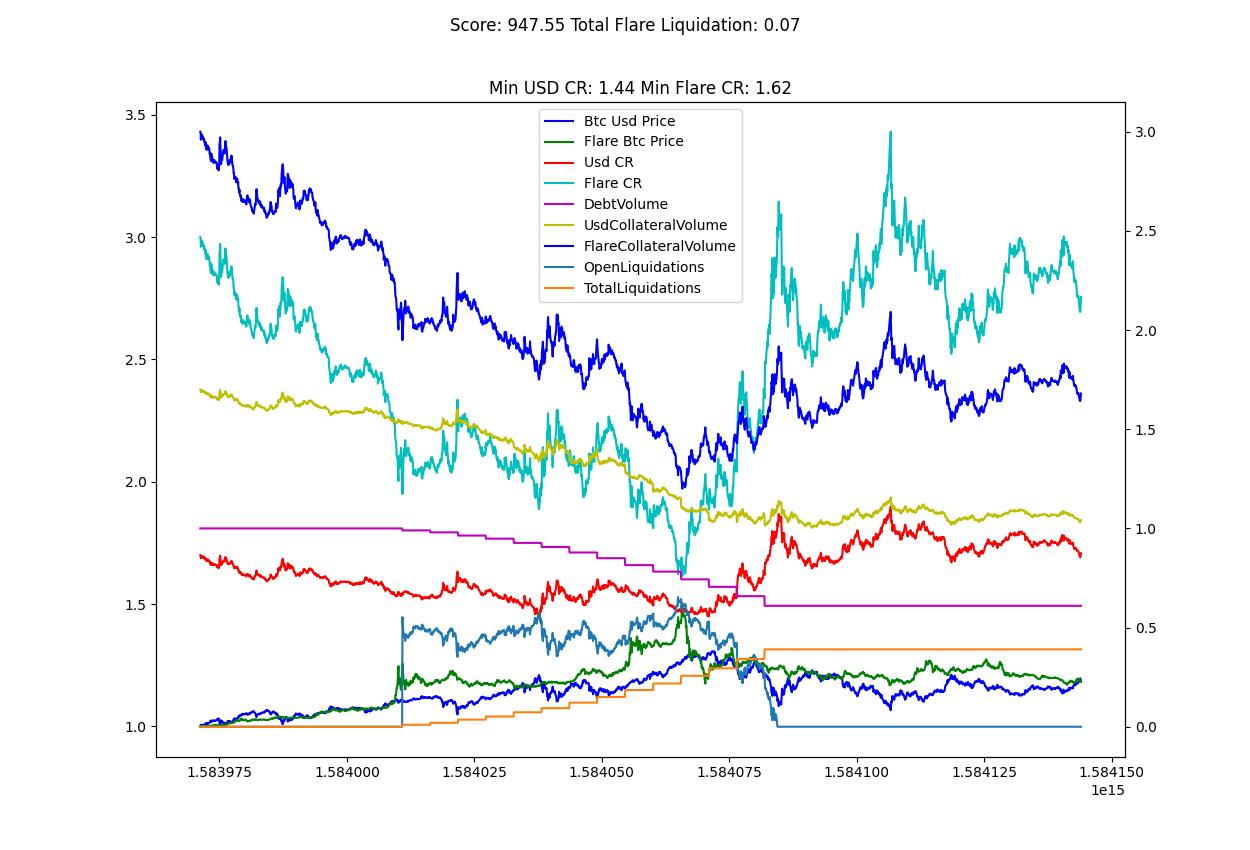 Score: 947.55 Total Flare Liquidation: 0.07
Min USD CR: 1.44 Min Flare CR: 1.62
Btc Usd Price
Flare Btc Price
Usd CR
Flare CR
DebtVolume
UsdCollateralVolume
FlareCollateralVolume
OpenLiquidations
TotalLiquidations
3.5
3.0
2.5
2.0
1.5
1.0
3.0
2.5
2.0
1.5
1.0
0.5
0.0
1.583975 1.584000 1.584025 1.584050 1.584075 1.584100 1.584125 1.584150
1e15